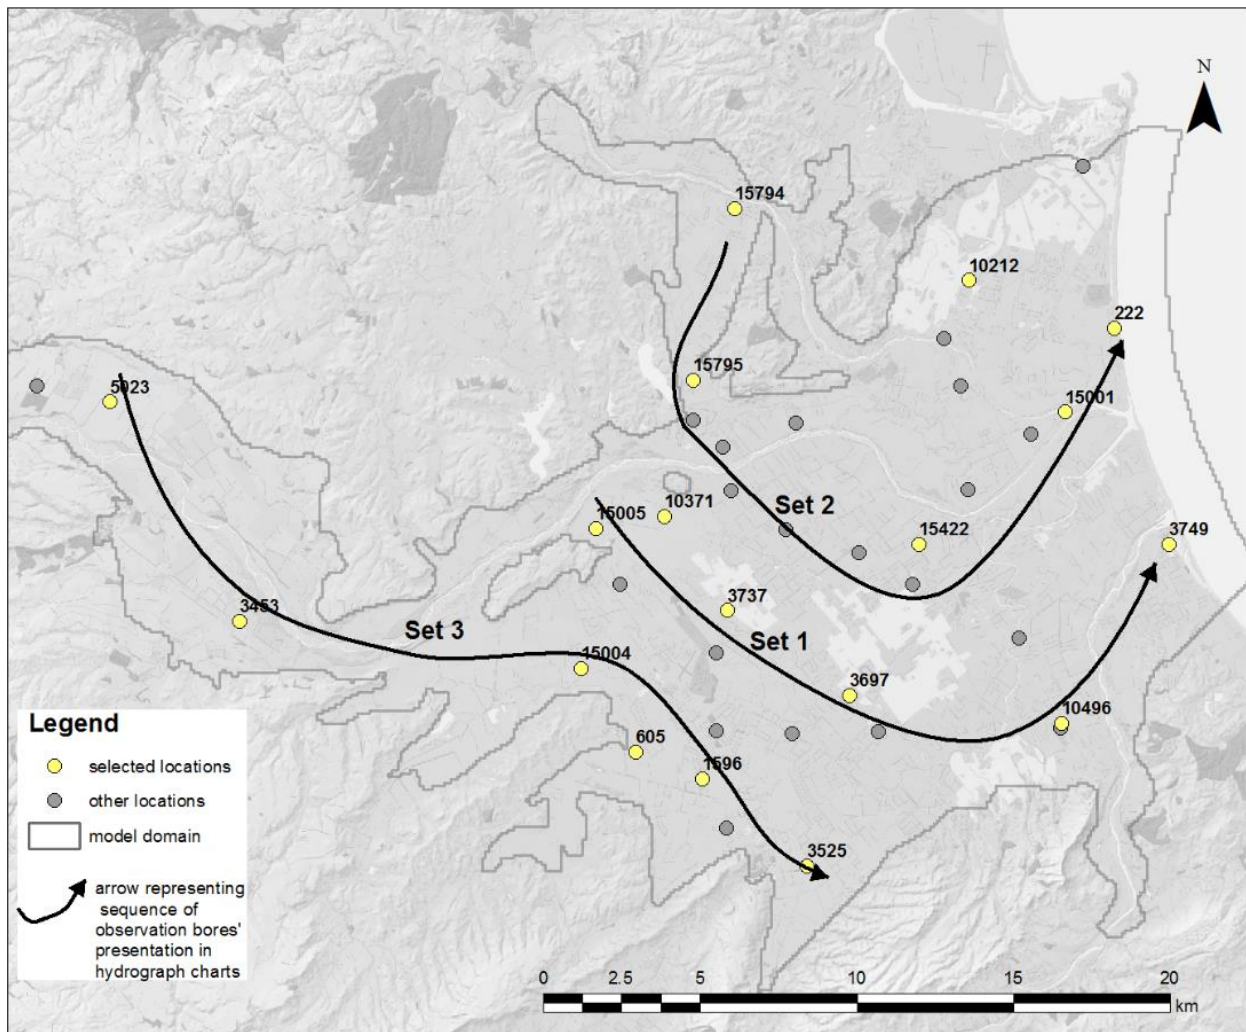 N
15794
10212
222
15795
5023
15001
Set 2
10371
15005
15422
3749
3737
3453
Set 3
Set 1
15004
3697
10496
605
1596
3525
Legend
selected locations
other locations
model domain
arrow representing
sequence of
observation bores'
presentation in
hydrograph charts
0 2.5 5 10 15 20
km